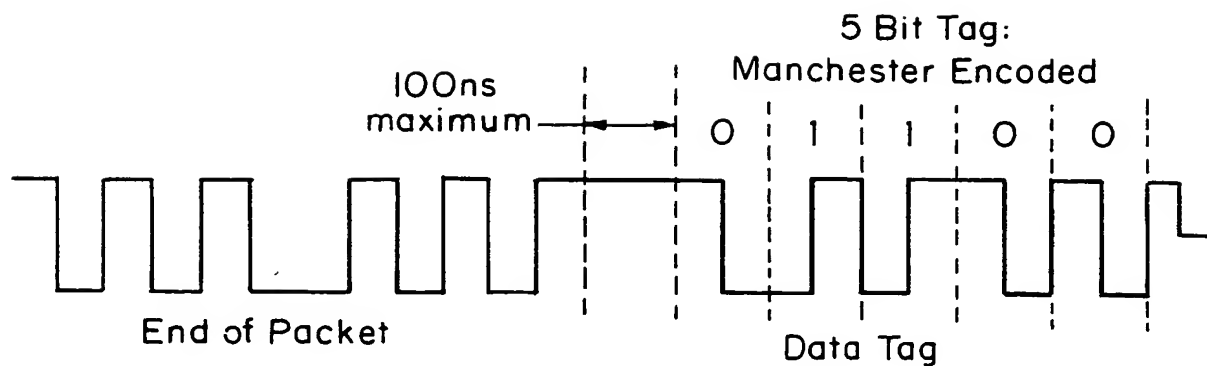 5 Bit Tag:
Manchester Encoded
100ns
maximum
0 1 1 0 0
End of Packet
Data Tag